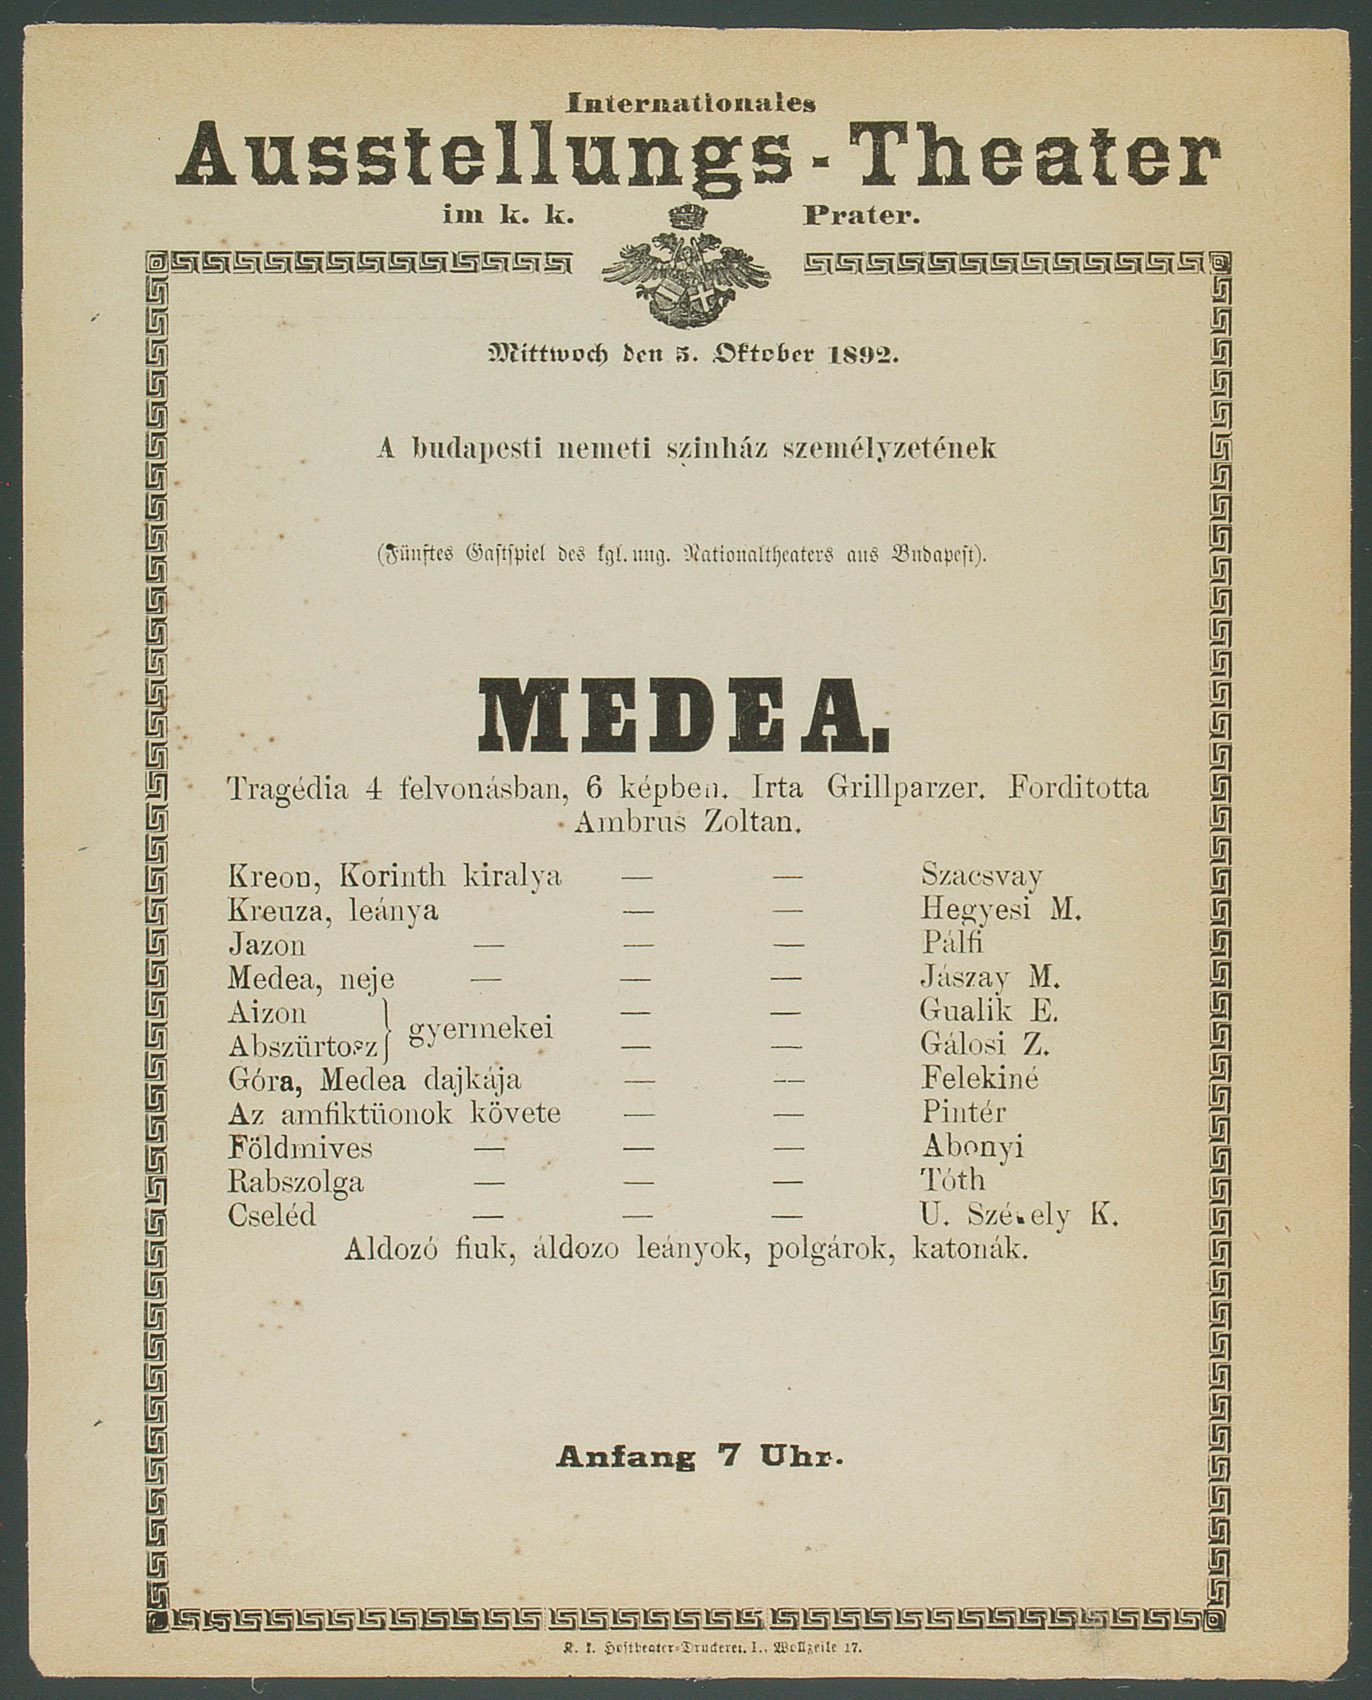 Internationales
Ausstellungs-Theater
im k. k. Prater.
Mittwoch den 5. Oktober 1892.
A budapesti nemeti szinház személyzetének
(Fünftes Gastspiel des kgl. ung. Nationaltheaters aus Budapest).
MEDEA.
Tragédia 4 felvonásban, 6 képben. Irta Grillparzer. Forditotta
Ambrus Zoltan.
Kreon, Korinth kiralya — — Szacsvay
Kreuza, leánya — — Hegyesi M.
Jazon — — — Pálfi
Medea, neje — — — Jászay M.
Aizon } gyermekei — — Gualik E.
Abszürtosz — — Gálosi Z.
Góra, Medea dajkája — — Felekiné
Az amfiktüonok követe — — Pintér
Földmives — — — Abonyi
Rabszolga — — — Tóth
Cseléd — — — U. Székely K.
Aldozó fiuk, áldozo leányok, polgárok, katonák.
Anfang 7 Uhr.
K. k. Hoftheater-Druckerei, I., Wollzeile 17.